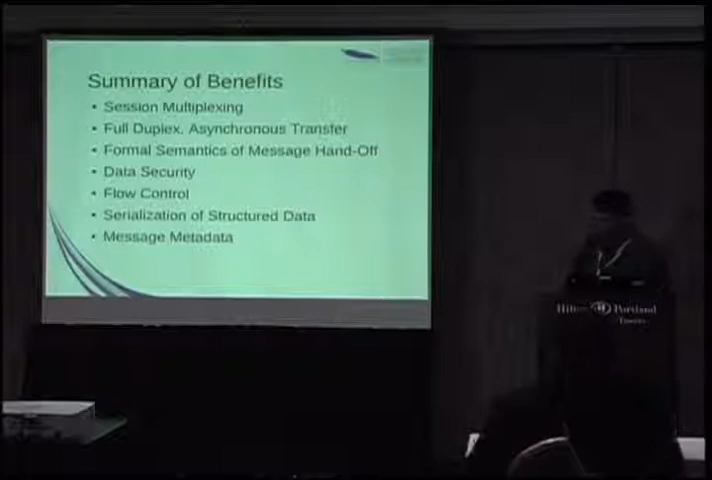 Summary of Benefits
• Session Multiplexing
• Full Duplex, Asynchronous Transfer
• Formal Semantics of Message Hand-Off
• Data Security
• Flow Control
• Serialization of Structured Data
• Message Metadata
Hilton Portland